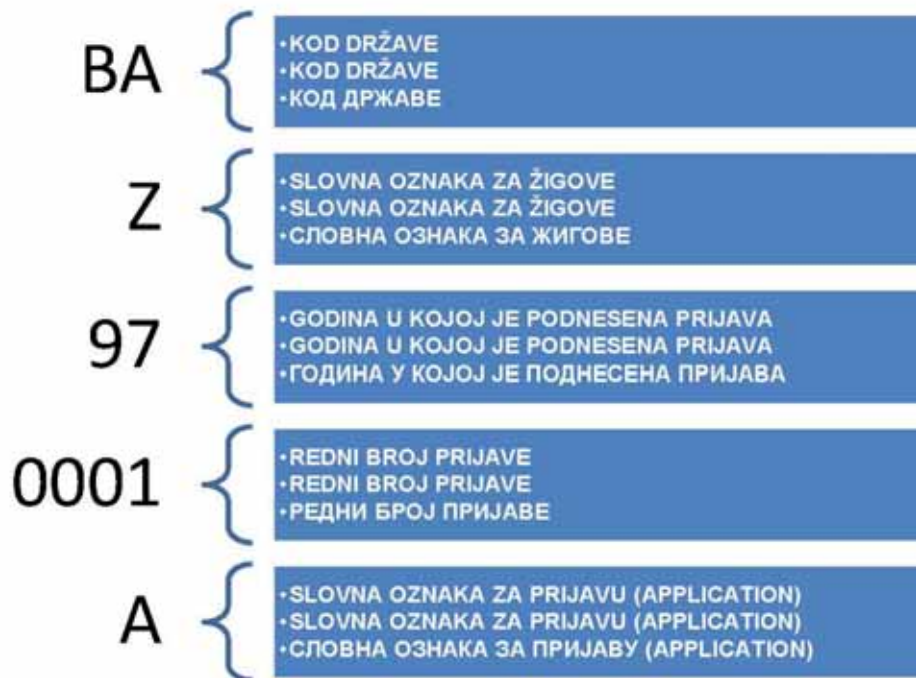 BA
•KOD DRŽAVE
•KOD DRŽAVE
•КОД ДРЖАВЕ
Z
•SLOVNA OZNAKA ZA ŽIGOVE
•SLOVNA OZNAKA ZA ŽIGOVE
•СЛОВНА ОЗНАКА ЗА ЖИГОВЕ
97
•GODINA U KOJOJ JE PODNESENA PRIJAVA
•GODINA U KOJOJ JE PODNESENA PRIJAVA
•ГОДИНА У КОЈОЈ ЈЕ ПОДНЕСЕНА ПРИЈАВА
0001
•REDNI BROJ PRIJAVE
•REDNI BROJ PRIJAVE
•РЕДНИ БРОЈ ПРИЈАВЕ
A
•SLOVNA OZNAKA ZA PRIJAVU (APPLICATION)
•SLOVNA OZNAKA ZA PRIJAVU (APPLICATION)
•СЛОВНА ОЗНАКА ЗА ПРИЈАВУ (APPLICATION)